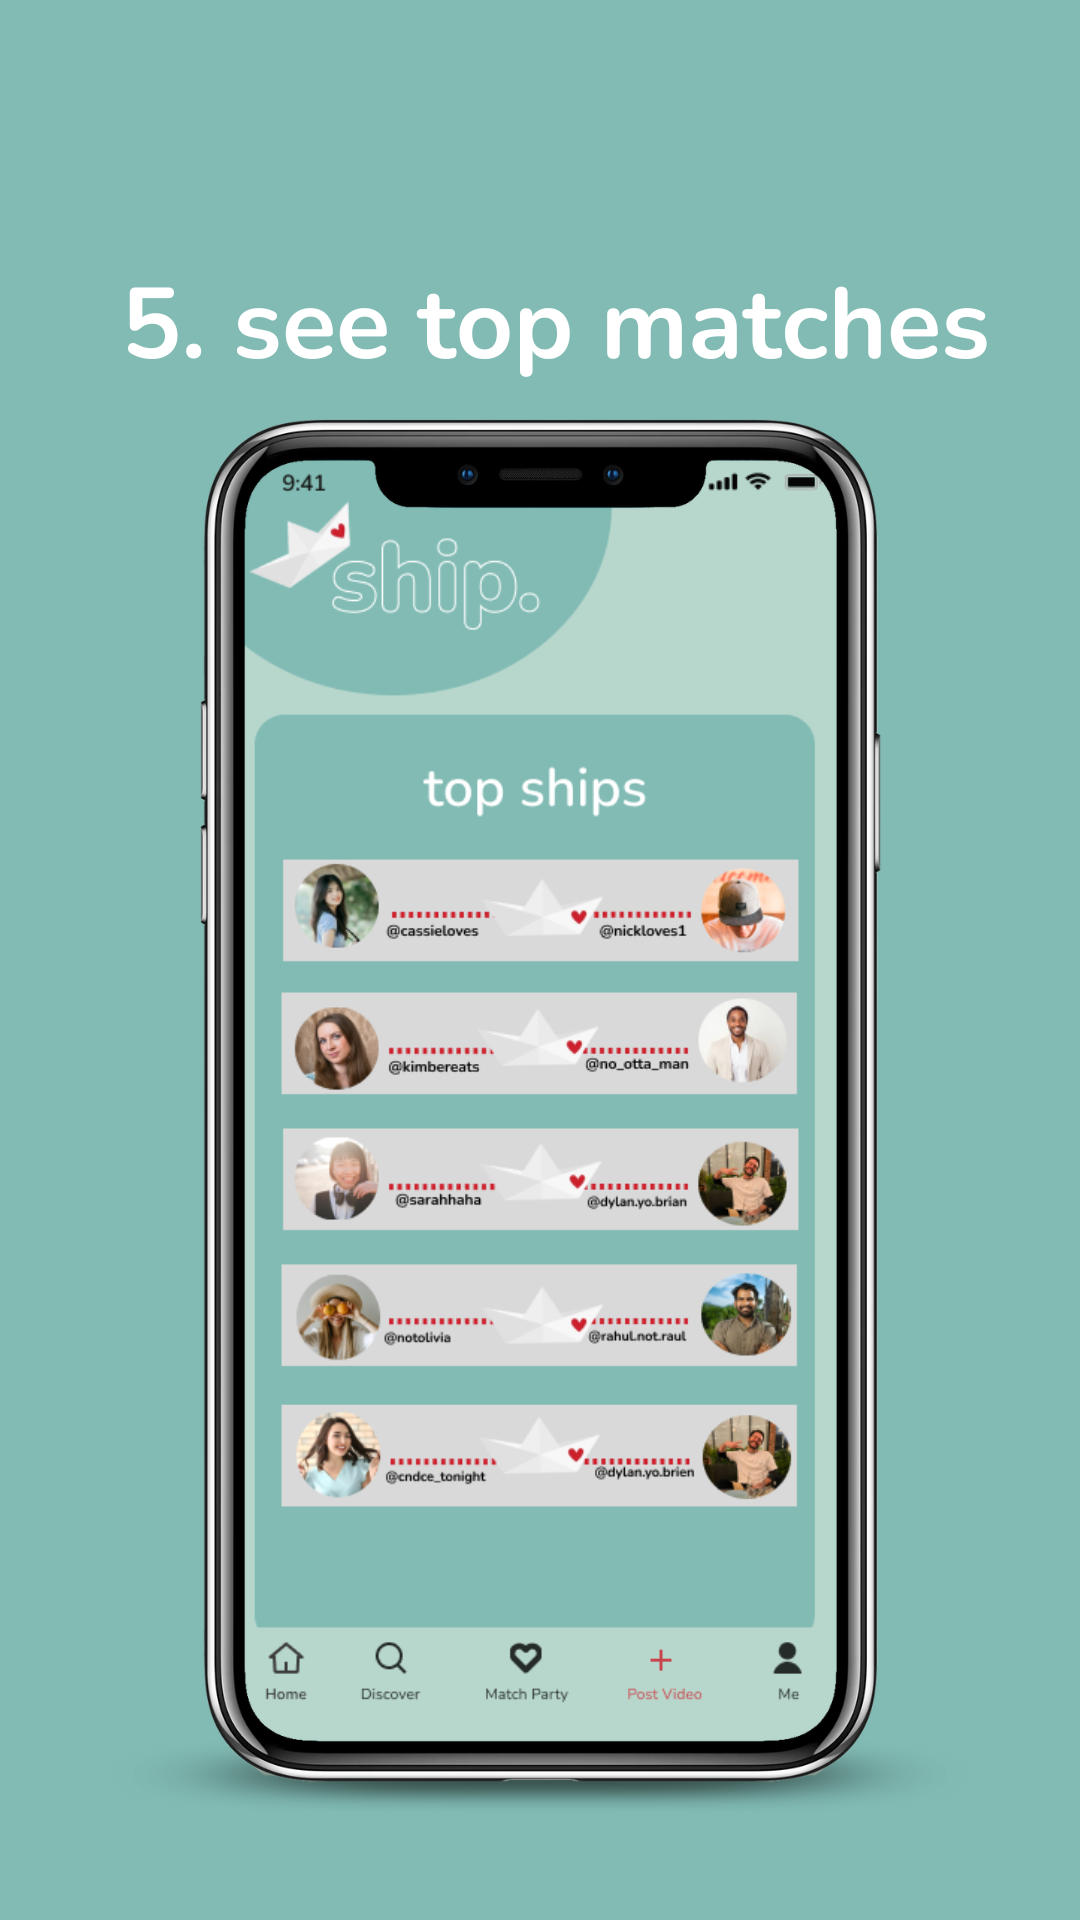 5. see top matches
9:41
ship.
top ships
@cassieloves
@nickloves1
@kimbereats
@no_otta_man
@sarahhaha
@dylan.yo.brian
@notolivia
@rahul.not.raul
@cndce_tonight
@dylan.yo.brien
Home
Discover
Match Party
Post Video
Me